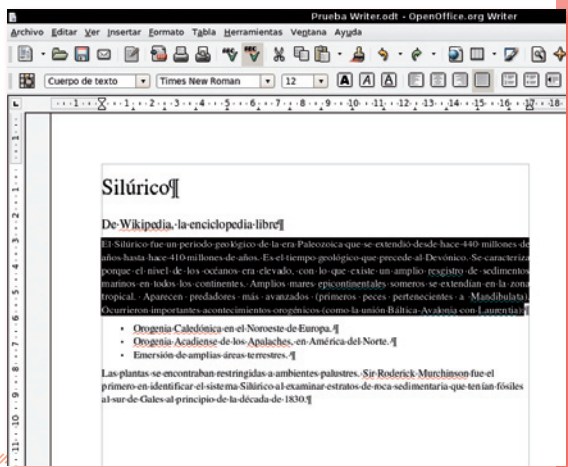 Prueba Writer.odt - OpenOffice.org Writer
Archivo Editar Ver Insertar Formato Tabla Herramientas Ventana Ayuda
Cuerpo de texto Times New Roman 12
Silúrico¶
De·Wikipedia,·la·enciclopedia·libre¶
El·Silúrico·fue·un·periodo·geológico·de·la·era·Paleozoica·que·se·extendió·desde·hace·440·millones·de
años·hasta·hace·410·millones·de·años.·Es·el·tiempo·geológico·que·precede·al·Devónico.·Se·caracteriza
porque·el·nivel·de·los·océanos·era·elevado,·con·lo·que·existe·un·amplio·resgistro·de·sedimentos
marinos·en·todos·los·continentes.·Amplios·mares·epicontinentales·someros·se·extendían·en·la·zona
tropical.·Aparecen·predadores·más·avanzados·(primeros·peces·pertenecientes·a·Mandibulata).
Ocurrieron·importantes·acontecimientos·orogénicos·(como·la·unión·Báltica-Avalonia·con·Laurentia):¶
• Orogenia·Caledónica·en·el·Noroeste·de·Europa.¶
• Orogenia·Acadiense·de·los·Apalaches,·en·América·del·Norte.¶
• Emersión·de·amplias·áreas·terrestres.¶
Las·plantas·se·encontraban·restringidas·a·ambientes·palustres.·Sir·Roderick·Murchinson·fue·el
primero·en·identificar·el·sistema·Silúrico·al·examinar·estratos·de·roca·sedimentaria·que·tenían·fósiles
al·sur·de·Gales·al·principio·de·la·década·de·1830.¶